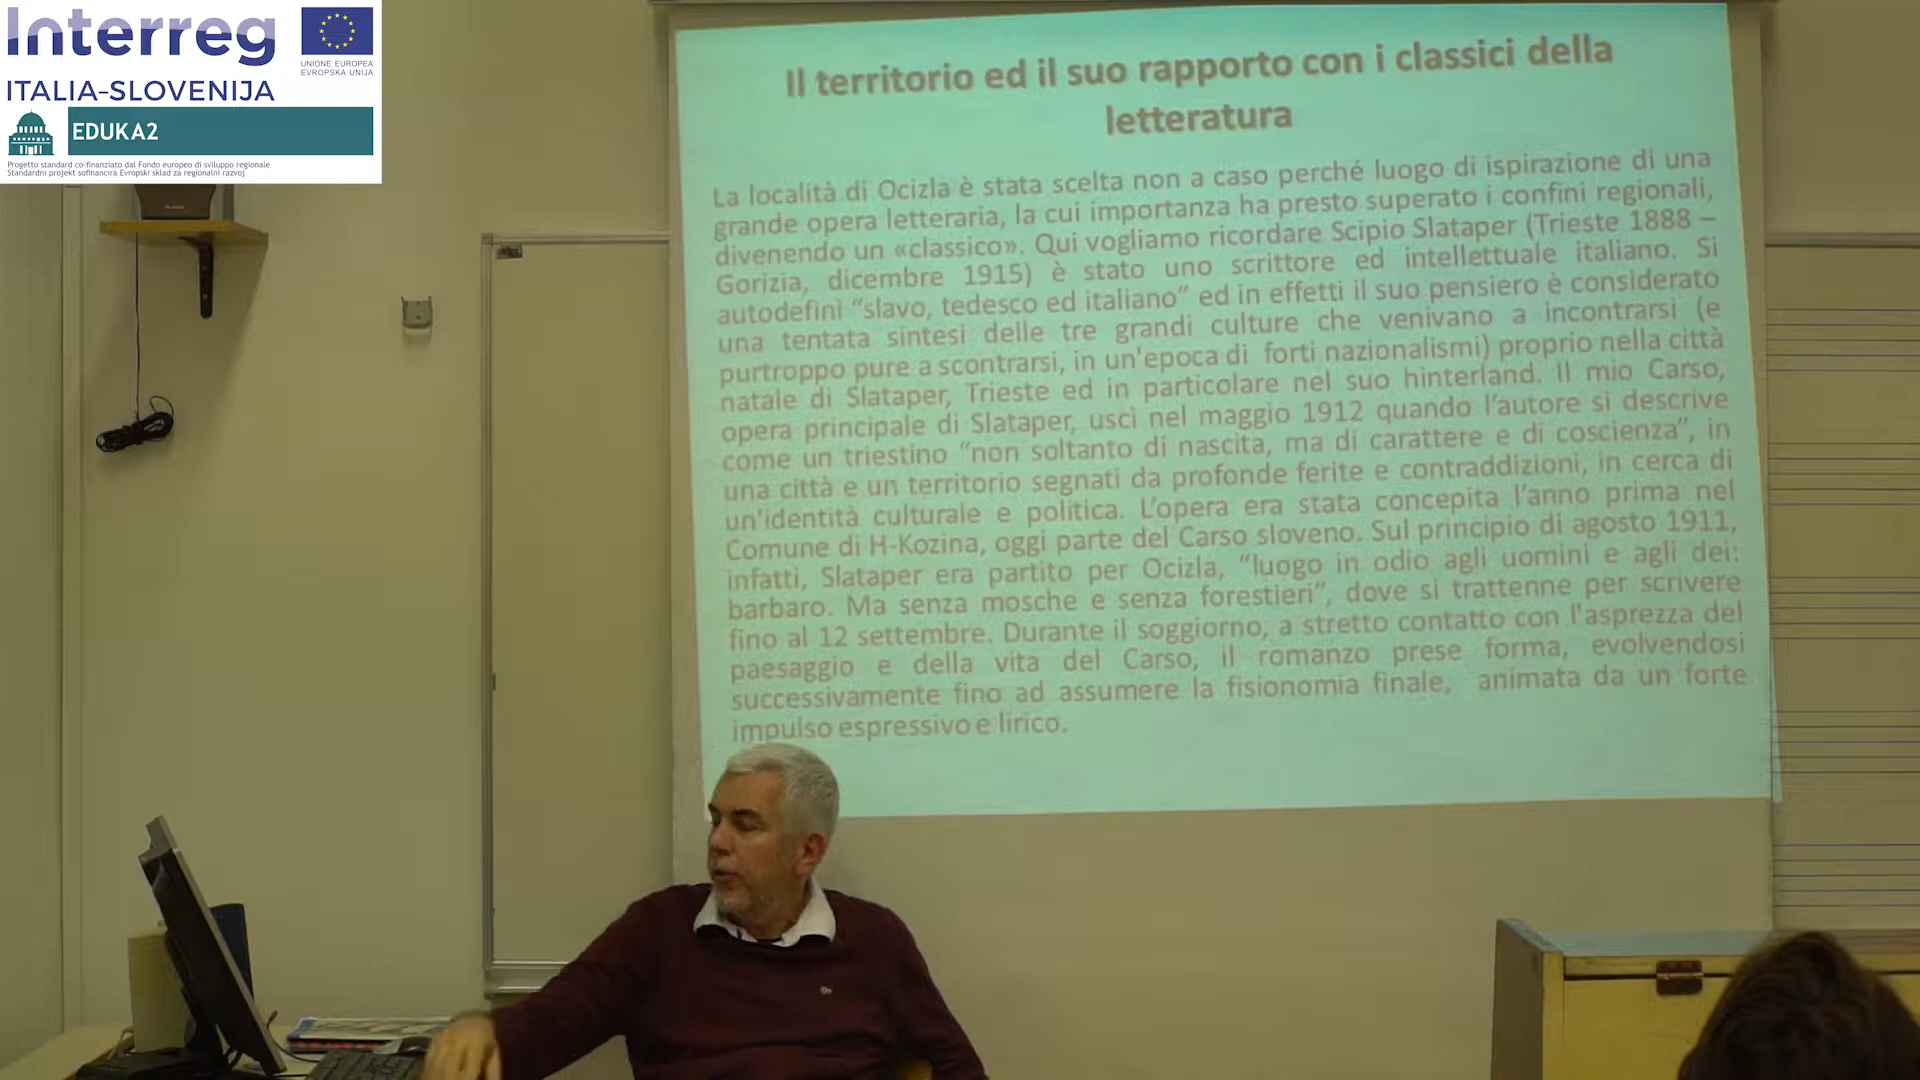 Interreg
UNIONE EUROPEA
EVROPSKA UNIJA
ITALIA-SLOVENIJA
EDUKA2
Progetto standard co-finanziato dal Fondo europeo di sviluppo regionale
Standardni projekt sofinancira Evropski sklad za regionalni razvoj
Il territorio ed il suo rapporto con i classici della
letteratura
La località di Ocizla è stata scelta non a caso perché luogo di ispirazione di una
grande opera letteraria, la cui importanza ha presto superato i confini regionali,
divenendo un «classico». Qui vogliamo ricordare Scipio Slataper (Trieste 1888 –
Gorizia, dicembre 1915) è stato uno scrittore ed intellettuale italiano. Si
autodefinì “slavo, tedesco ed italiano” ed in effetti il suo pensiero è considerato
una tentata sintesi delle tre grandi culture che venivano a incontrarsi (e
purtroppo pure a scontrarsi, in un'epoca di forti nazionalismi) proprio nella città
natale di Slataper, Trieste ed in particolare nel suo hinterland. Il mio Carso,
opera principale di Slataper, uscì nel maggio 1912 quando l’autore si descrive
come un triestino “non soltanto di nascita, ma di carattere e di coscienza”, in
una città e un territorio segnati da profonde ferite e contraddizioni, in cerca di
un'identità culturale e politica. L’opera era stata concepita l’anno prima nel
Comune di H-Kozina, oggi parte del Carso sloveno. Sul principio di agosto 1911,
infatti, Slataper era partito per Ocizla, “luogo in odio agli uomini e agli dei:
barbaro. Ma senza mosche e senza forestieri”, dove si trattenne per scrivere
fino al 12 settembre. Durante il soggiorno, a stretto contatto con l'asprezza del
paesaggio e della vita del Carso, il romanzo prese forma, evolvendosi
successivamente fino ad assumere la fisionomia finale, animata da un forte
impulso espressivo e lirico.